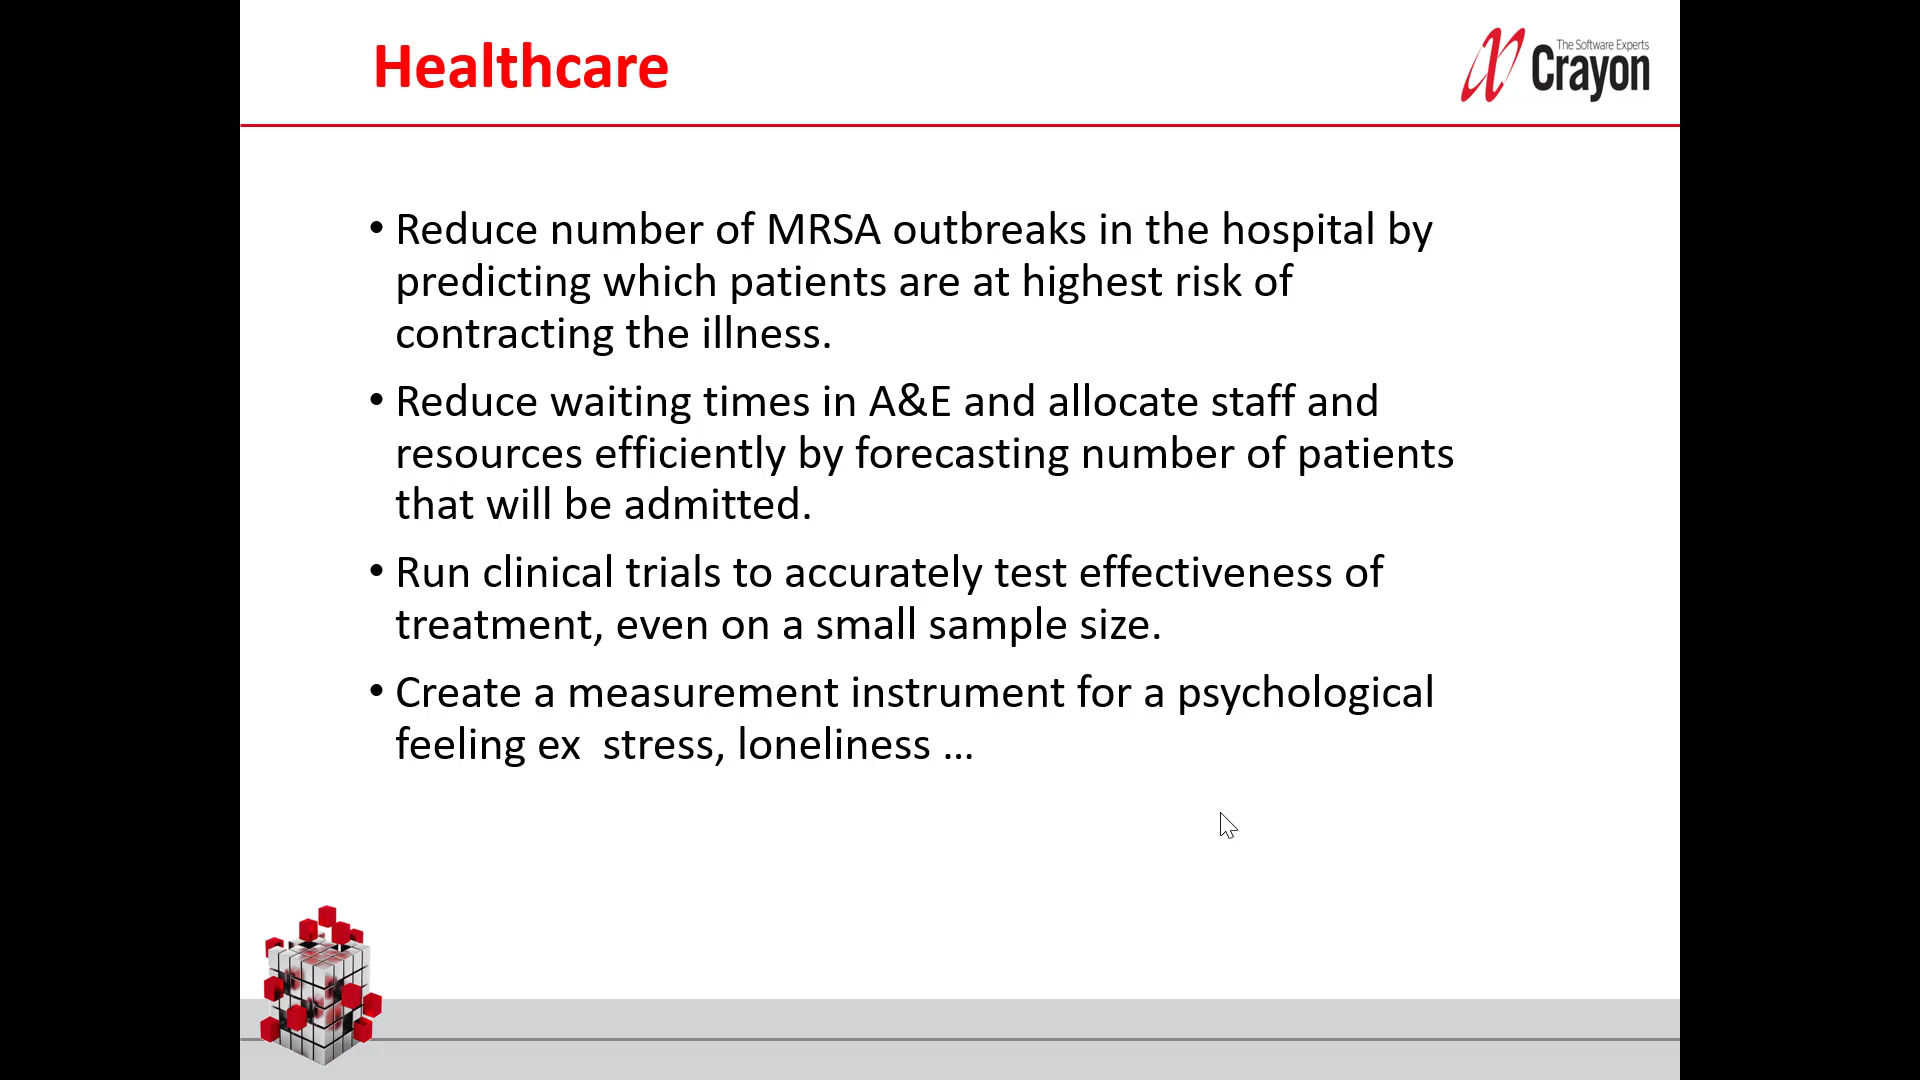 Healthcare
The Software Experts
Crayon
• Reduce number of MRSA outbreaks in the hospital by
predicting which patients are at highest risk of
contracting the illness.
• Reduce waiting times in A&E and allocate staff and
resources efficiently by forecasting number of patients
that will be admitted.
• Run clinical trials to accurately test effectiveness of
treatment, even on a small sample size.
• Create a measurement instrument for a psychological
feeling ex  stress, loneliness ...